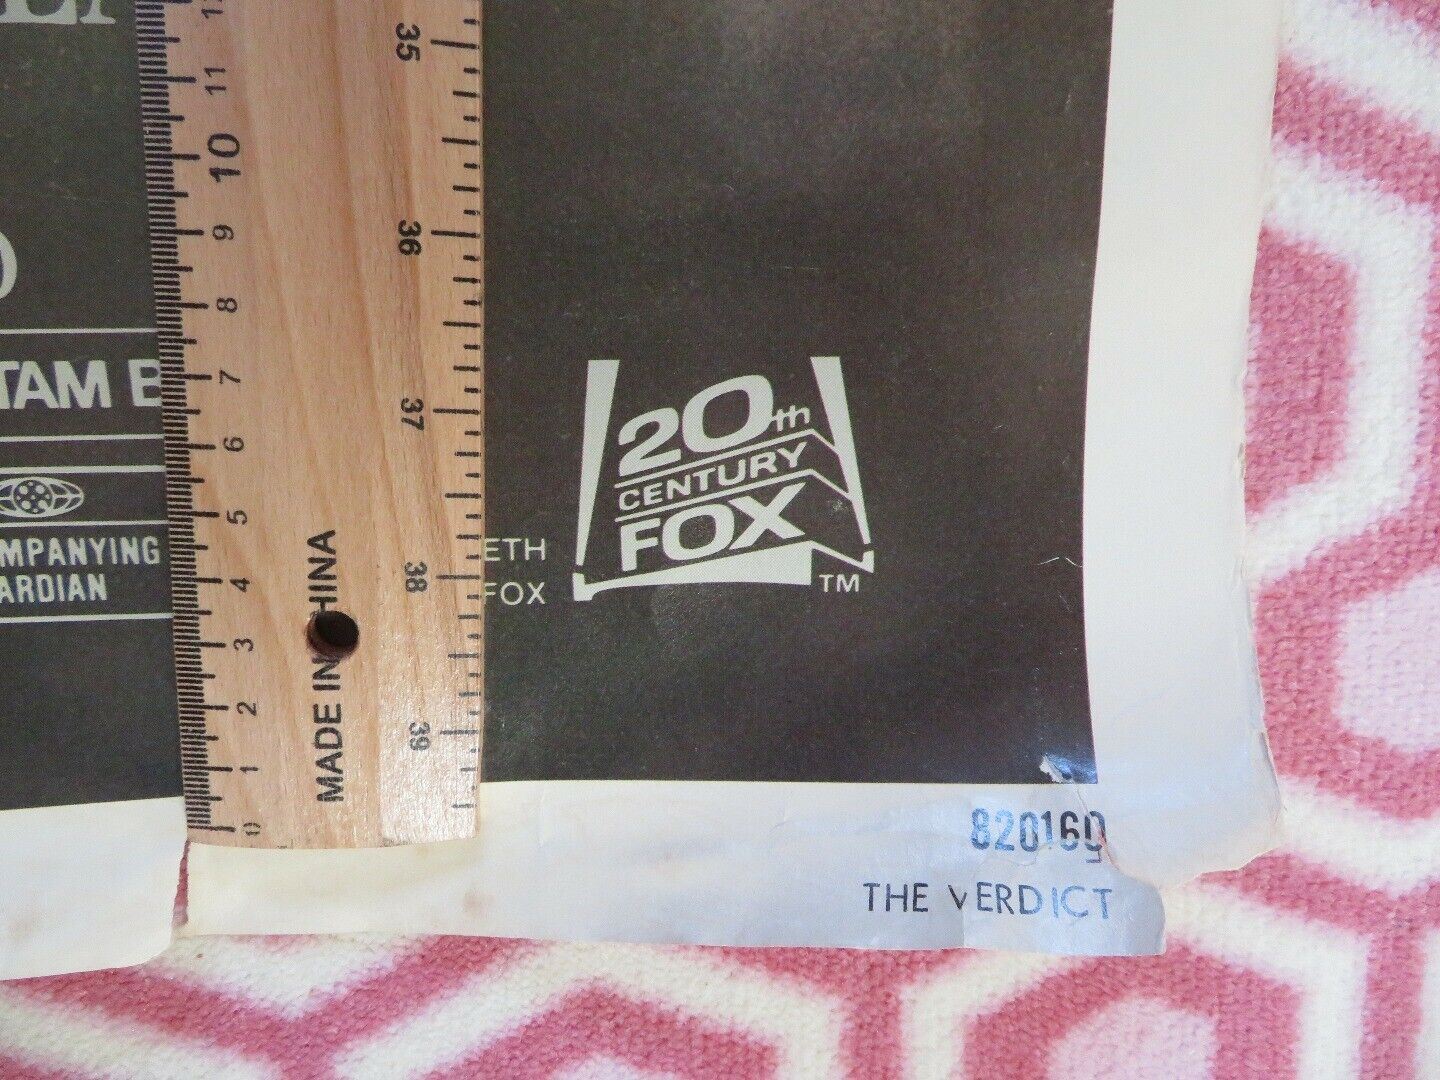 TAM B
MPANYING
ARDIAN
12
11
10
9
8
7
6
5
4
3
2
1
0
MADE IN CHINA
35
36
37
38
39
ETH
FOX
20th
CENTURY
FOX
TM
820160
THE VERDICT